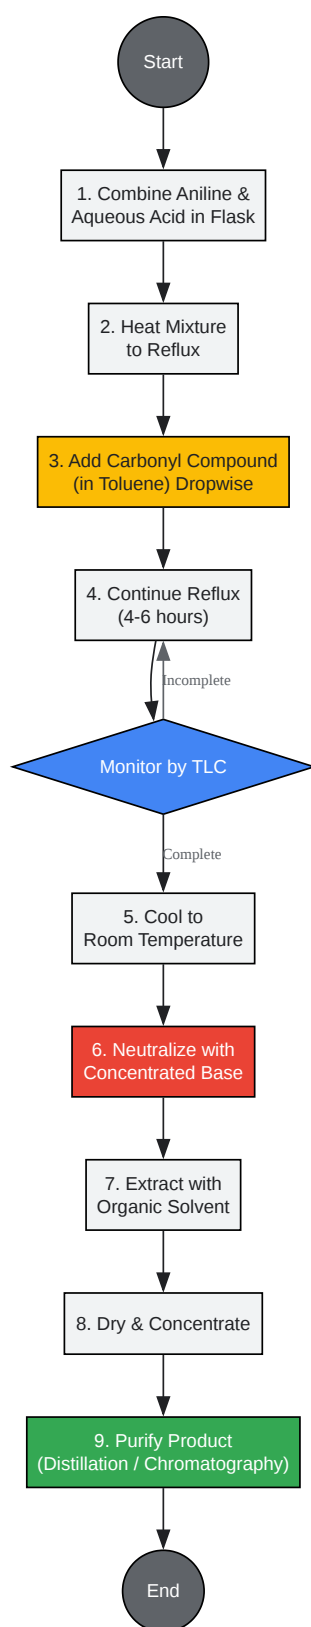 Start
1. Combine Aniline &
Aqueous Acid in Flask
2. Heat Mixture
to Reflux
3. Add Carbonyl Compound
(in Toluene) Dropwise
4. Continue Reflux
(4-6 hours)
Incomplete
Monitor by TLC
Complete
5. Cool to
Room Temperature
6. Neutralize with
Concentrated Base
7. Extract with
Organic Solvent
8. Dry & Concentrate
9. Purify Product
(Distillation / Chromatography)
End